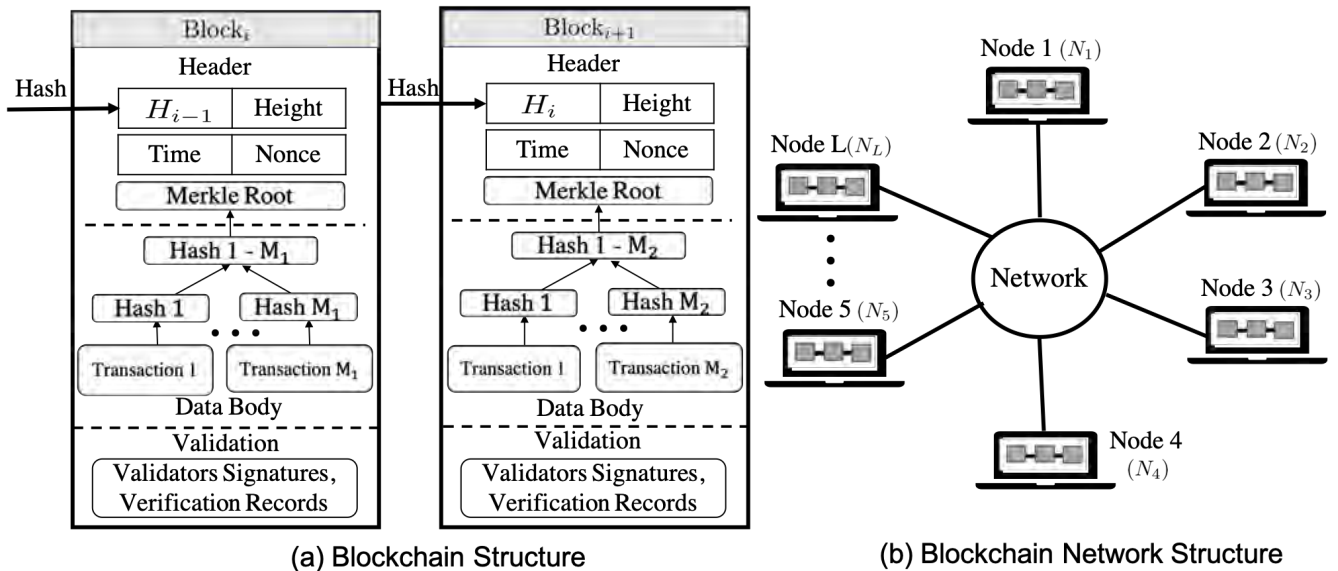 Block_i
Header
Hash
H_{i−1} Height
Time Nonce
Merkle Root
Hash 1 - M_1
Hash 1 Hash M_1
• • •
Transaction 1 Transaction M_1
Data Body
Validation
Validators Signatures,
Verification Records
Block_{i+1}
Header
Hash
H_i Height
Time Nonce
Merkle Root
Hash 1 - M_2
Hash 1 Hash M_2
• • •
Transaction 1 Transaction M_2
Data Body
Validation
Validators Signatures,
Verification Records
(a) Blockchain Structure
Node 1 (N_1)
Node L(N_L)
Node 2 (N_2)
Network
Node 5 (N_5)
Node 3 (N_3)
Node 4
(N_4)
(b) Blockchain Network Structure